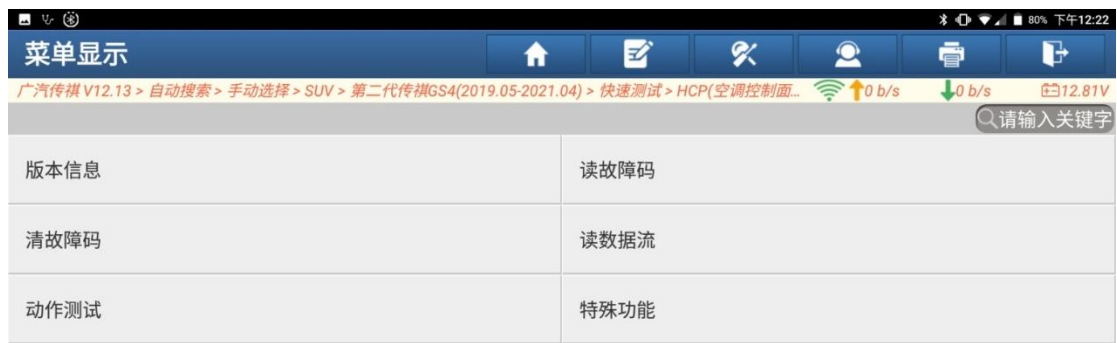 80% 下午12:22
菜单显示
广汽传祺 V12.13 > 自动搜索 > 手动选择 > SUV > 第二代传祺GS4(2019.05-2021.04) > 快速测试 > HCP(空调控制面... 0 b/s 0 b/s 12.81V
请输入关键字
版本信息 读故障码
清故障码 读数据流
动作测试 特殊功能